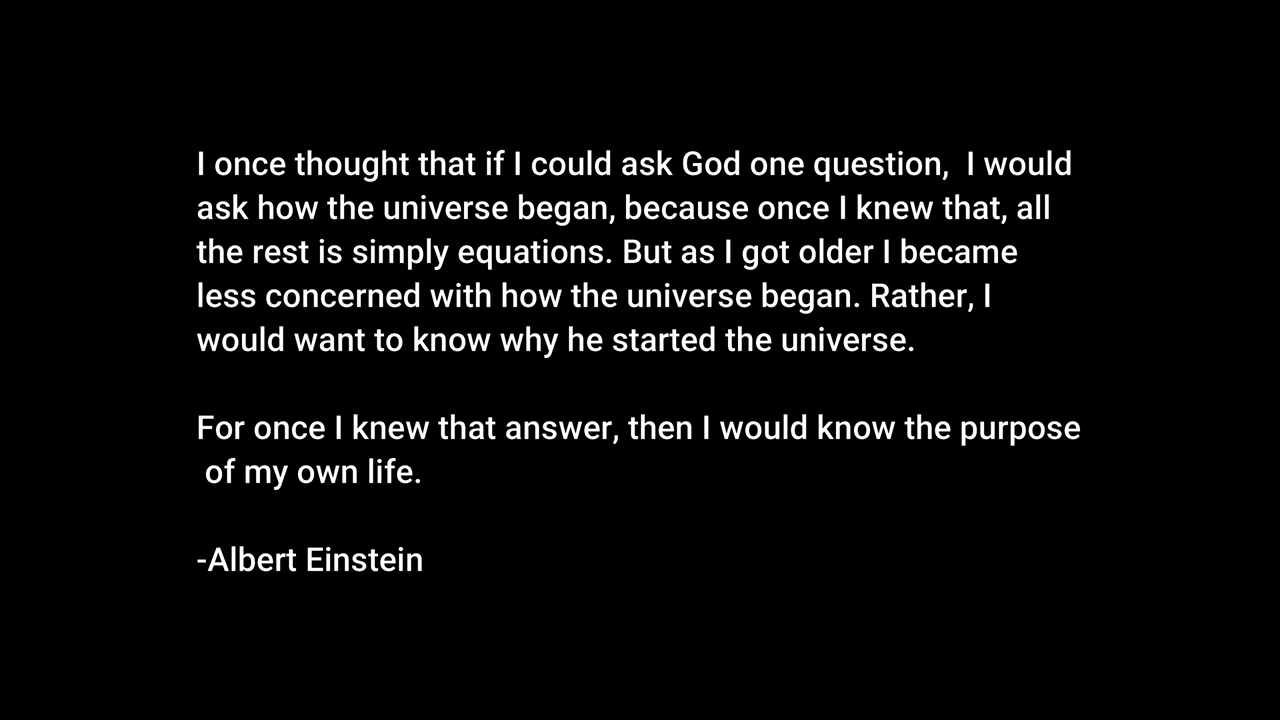 I once thought that if I could ask God one question,  I would
ask how the universe began, because once I knew that, all
the rest is simply equations. But as I got older I became
less concerned with how the universe began. Rather, I
would want to know why he started the universe.
For once I knew that answer, then I would know the purpose
of my own life.
-Albert Einstein